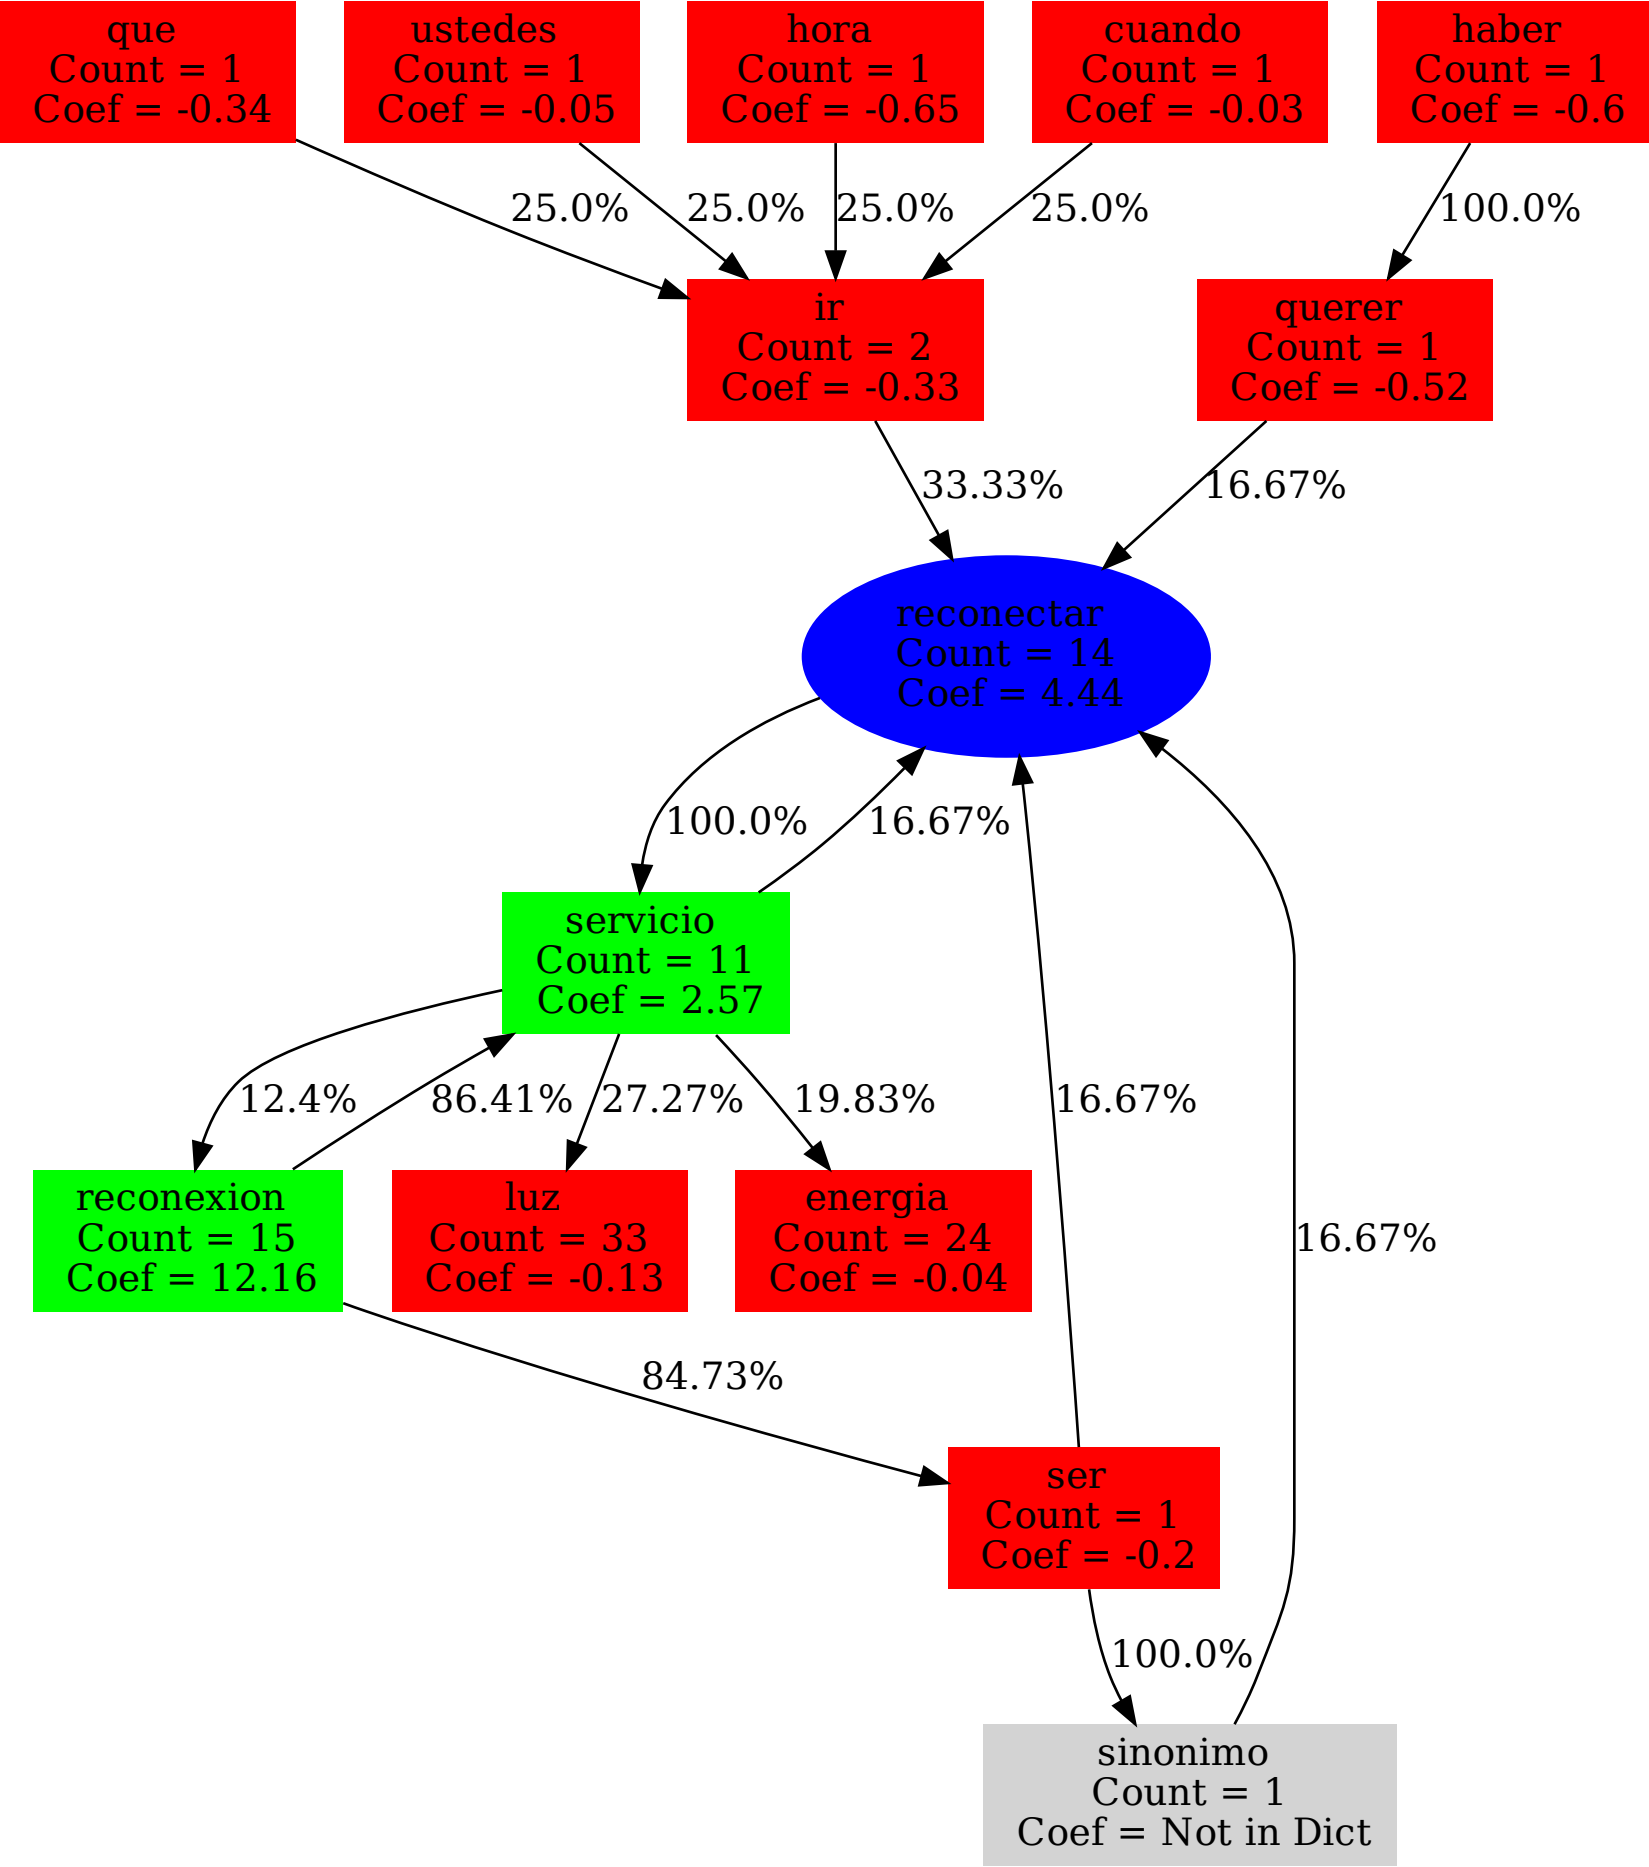 que
Count = 1
Coef = -0.34
ustedes
Count = 1
Coef = -0.05
hora
Count = 1
Coef = -0.65
cuando
Count = 1
Coef = -0.03
haber
Count = 1
Coef = -0.6
25.0%
25.0%
25.0%
25.0%
100.0%
ir
Count = 2
Coef = -0.33
querer
Count = 1
Coef = -0.52
33.33%
16.67%
reconectar
Count = 14
Coef = 4.44
100.0%
16.67%
servicio
Count = 11
Coef = 2.57
12.4%
86.41%
27.27%
19.83%
16.67%
reconexion
Count = 15
Coef = 12.16
luz
Count = 33
Coef = -0.13
energia
Count = 24
Coef = -0.04
16.67%
84.73%
ser
Count = 1
Coef = -0.2
100.0%
sinonimo
Count = 1
Coef = Not in Dict